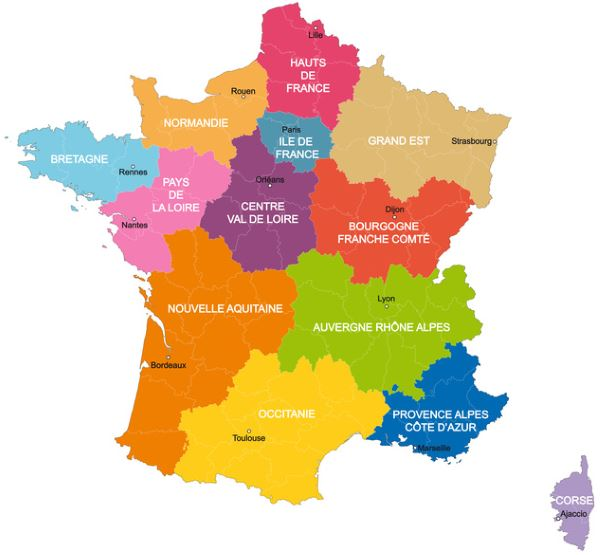 Lille
HAUTS
DE
FRANCE
Rouen
NORMANDIE
Paris
ILE DE
FRANCE
GRAND EST
Strasbourg
BRETAGNE
Rennes
PAYS
DE
LA LOIRE
Nantes
Orléans
CENTRE
VAL DE LOIRE
Dijon
BOURGOGNE
FRANCHE COMTÉ
NOUVELLE AQUITAINE
Bordeaux
Lyon
AUVERGNE RHÔNE ALPES
OCCITANIE
Toulouse
PROVENCE ALPES
CÔTE D'AZUR
Marseille
CORSE
Ajaccio